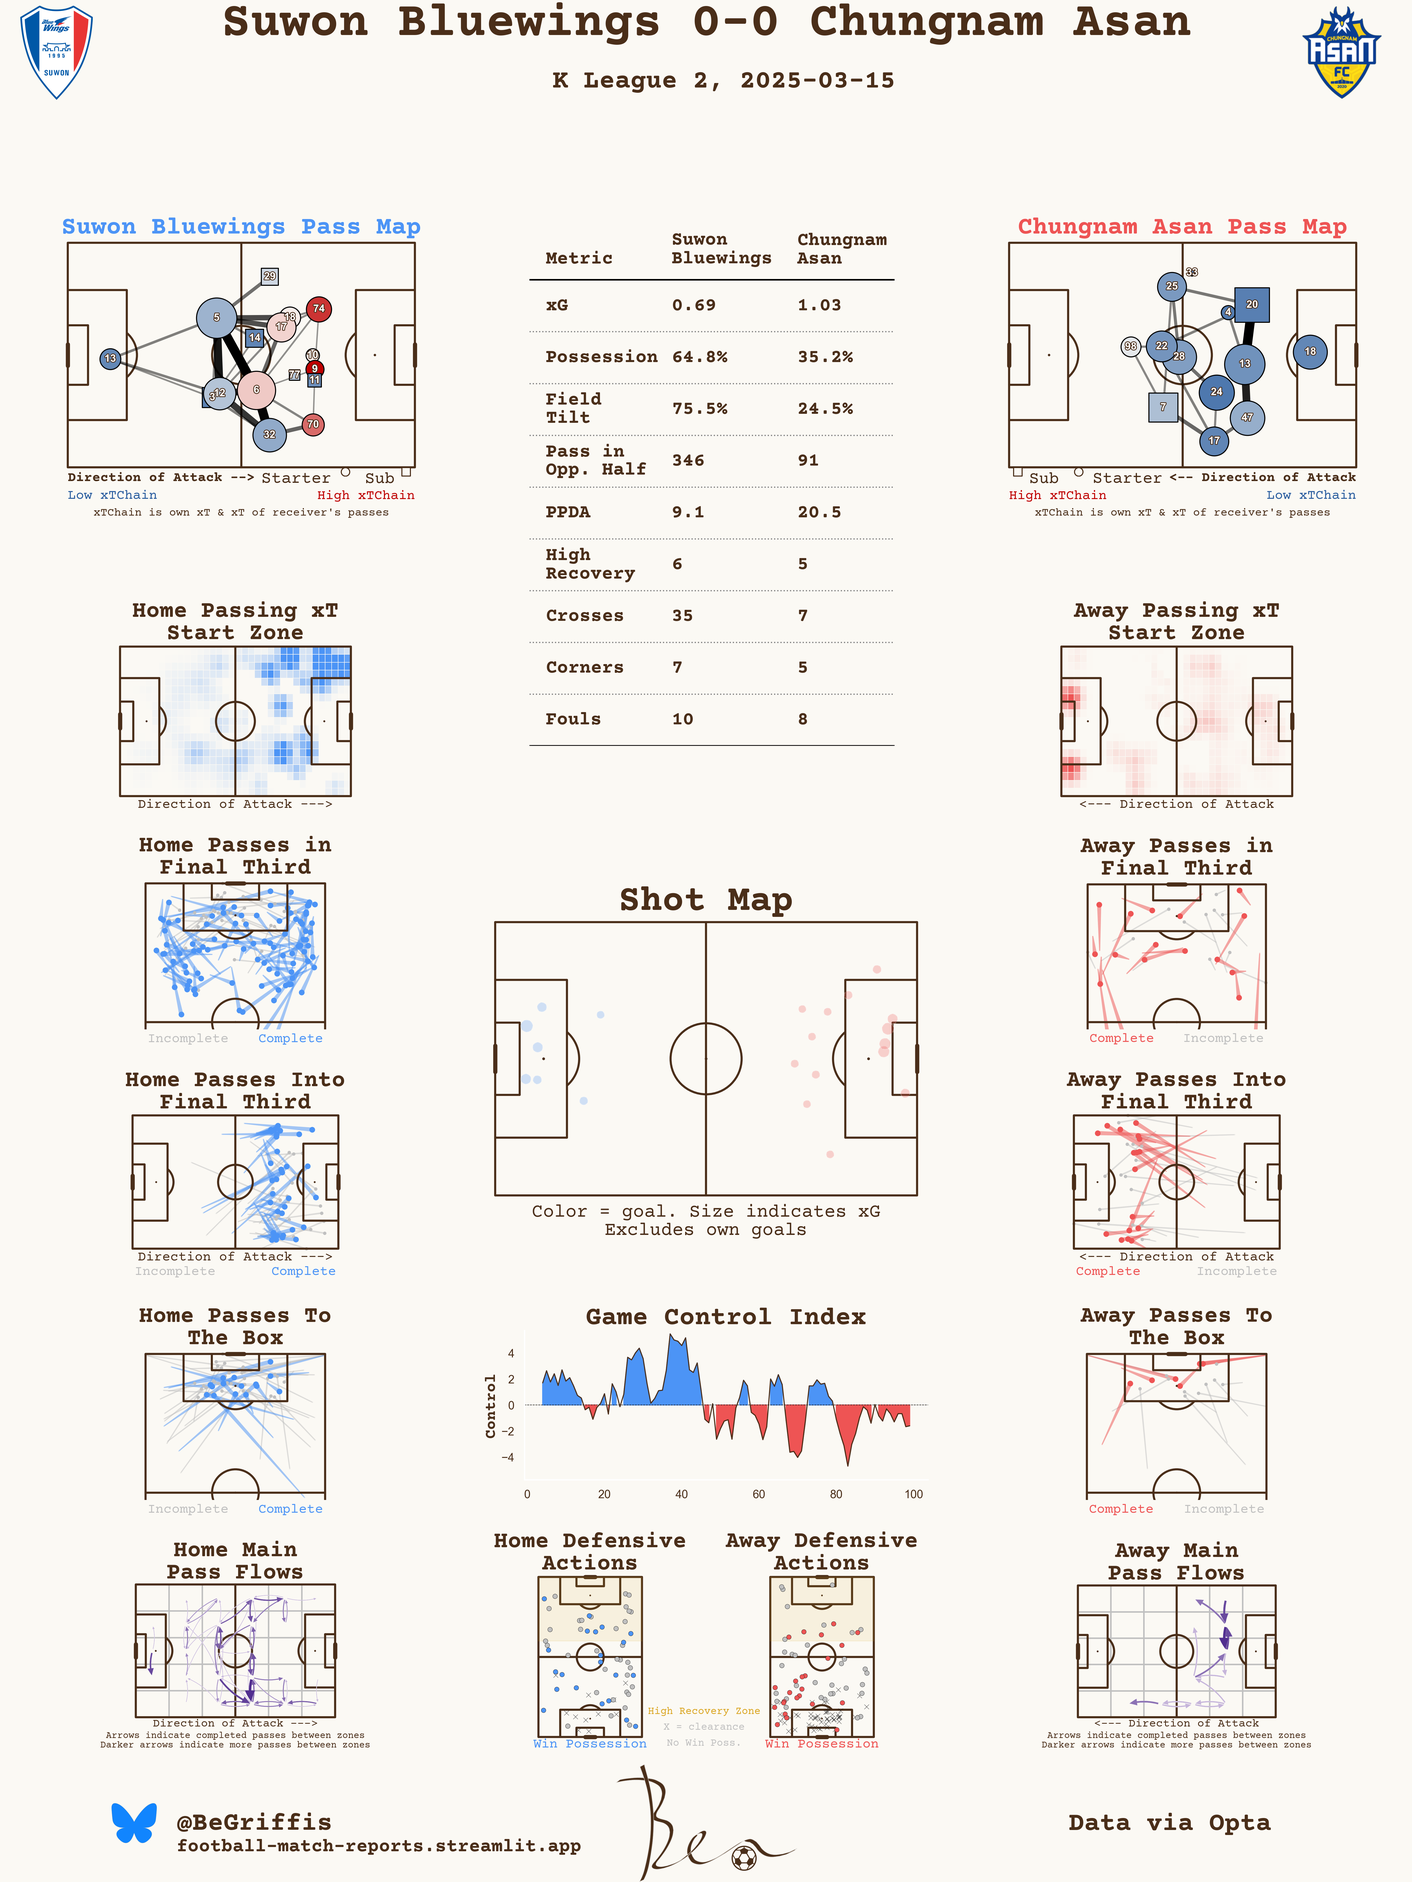 Suwon Bluewings 0-0 Chungnam Asan
K League 2, 2025-03-15
Blue
Wings
1995
SUWON
CHUNGNAM
ASAN
FC
2020
Suwon Bluewings Pass Map
29
5
18
17
74
14
13
10
9
77
11
12
3
6
70
32
Direction of Attack --> Starter Sub
Low xTChain High xTChain
xTChain is own xT & xT of receiver's passes
Metric Suwon Bluewings Chungnam Asan
xG 0.69 1.03
Possession 64.8% 35.2%
Field Tilt 75.5% 24.5%
Pass in Opp. Half 346 91
PPDA 9.1 20.5
High Recovery 6 5
Crosses 35 7
Corners 7 5
Fouls 10 8
Chungnam Asan Pass Map
33
25
20
4
98
22
28
18
13
24
7
47
17
Sub Starter <-- Direction of Attack
High xTChain Low xTChain
xTChain is own xT & xT of receiver's passes
Home Passing xT
Start Zone
Direction of Attack --->
Away Passing xT
Start Zone
<--- Direction of Attack
Home Passes in
Final Third
Incomplete Complete
Away Passes in
Final Third
Complete Incomplete
Shot Map
Color = goal. Size indicates xG
Excludes own goals
Home Passes Into
Final Third
Direction of Attack --->
Incomplete Complete
Away Passes Into
Final Third
<--- Direction of Attack
Complete Incomplete
Home Passes To
The Box
Incomplete Complete
Game Control Index
Control
4
2
0
−2
−4
0 20 40 60 80 100
Away Passes To
The Box
Complete Incomplete
Home Main
Pass Flows
Direction of Attack --->
Arrows indicate completed passes between zones
Darker arrows indicate more passes between zones
Home Defensive
Actions
Win Possession
High Recovery Zone
X = clearance
No Win Poss.
Away Defensive
Actions
Win Possession
Away Main
Pass Flows
<--- Direction of Attack
Arrows indicate completed passes between zones
Darker arrows indicate more passes between zones
@BeGriffis
football-match-reports.streamlit.app
Ben
Data via Opta